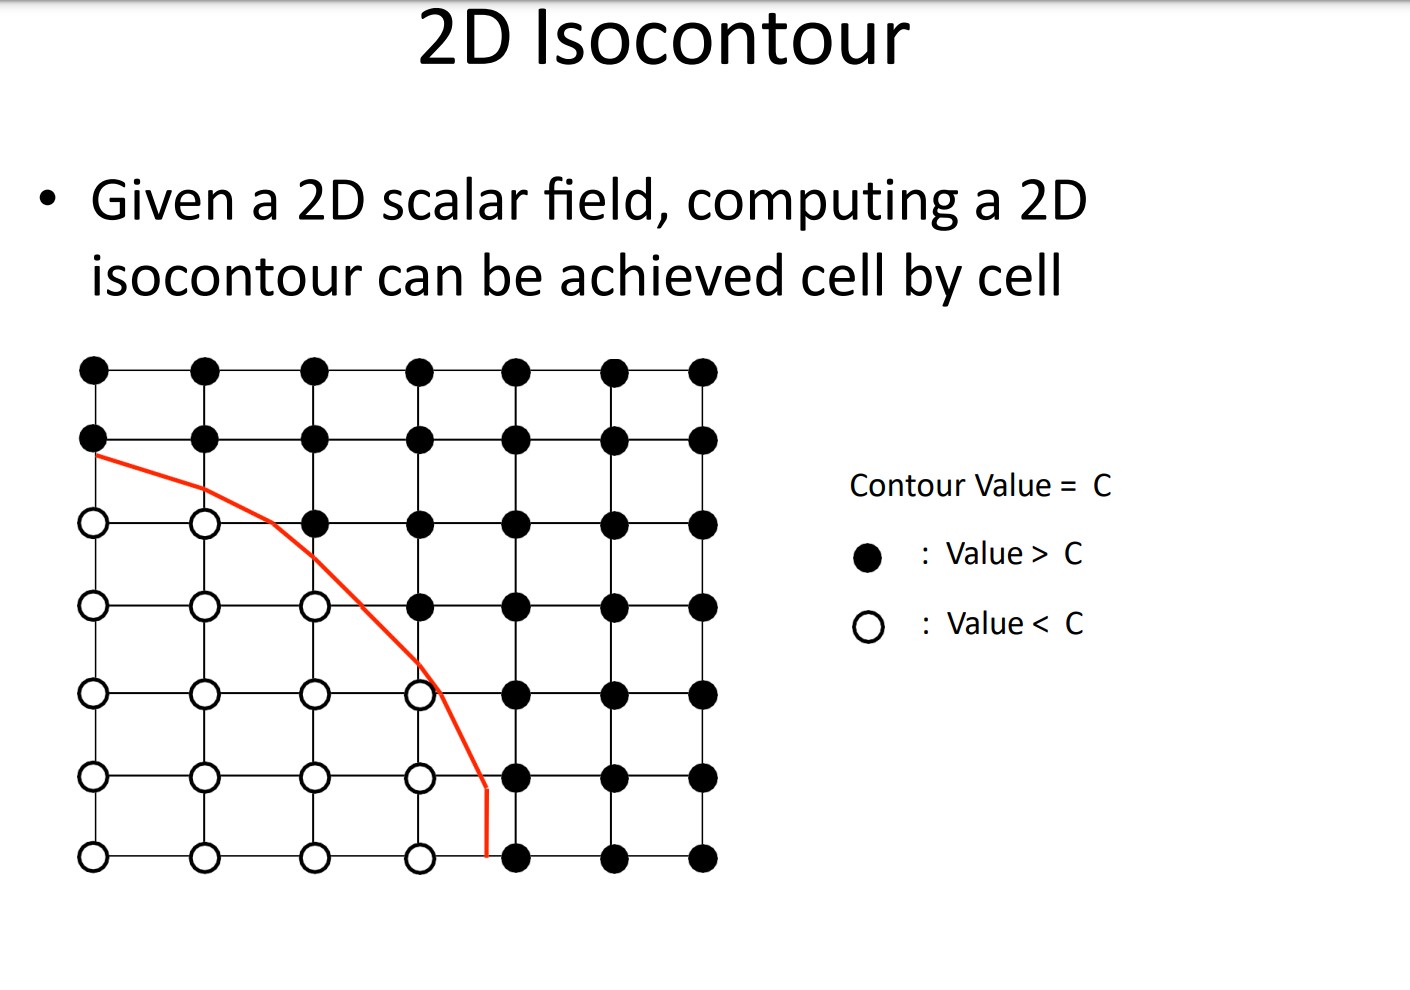 2D Isocontour
• Given a 2D scalar field, computing a 2D
isocontour can be achieved cell by cell
Contour Value = C
: Value > C
: Value < C